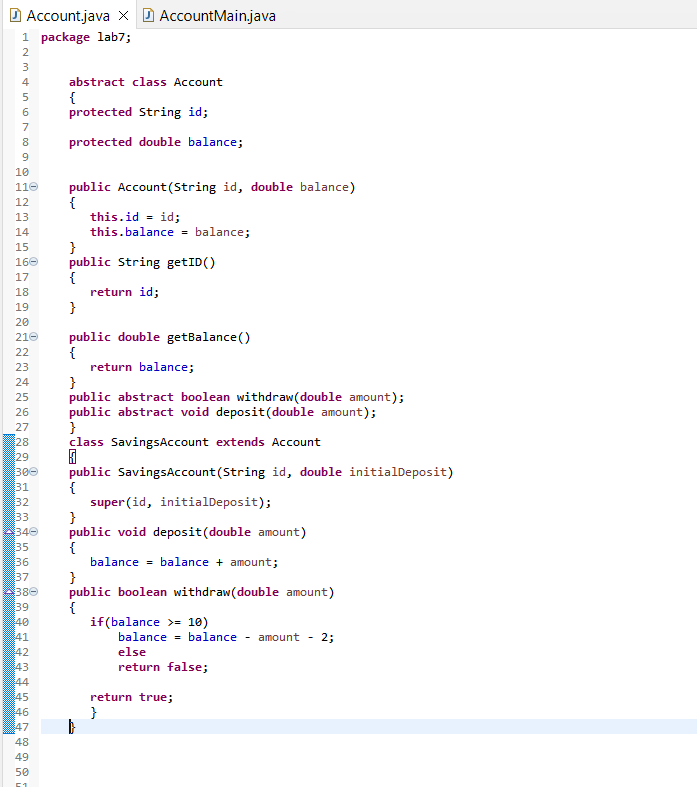 Account.java × AccountMain.java
1 package lab7;
2
3
4 abstract class Account
5 {
6 protected String id;
7
8 protected double balance;
9
10
11 public Account(String id, double balance)
12 {
13 this.id = id;
14 this.balance = balance;
15 }
16 public String getID()
17 {
18 return id;
19 }
20
21 public double getBalance()
22 {
23 return balance;
24 }
25 public abstract boolean withdraw(double amount);
26 public abstract void deposit(double amount);
27 }
28 class SavingsAccount extends Account
29 {
30 public SavingsAccount(String id, double initialDeposit)
31 {
32 super(id, initialDeposit);
33 }
34 public void deposit(double amount)
35 {
36 balance = balance + amount;
37 }
38 public boolean withdraw(double amount)
39 {
40 if(balance >= 10)
41 balance = balance - amount - 2;
42 else
43 return false;
44
45 return true;
46 }
47 }
48
49
50
51